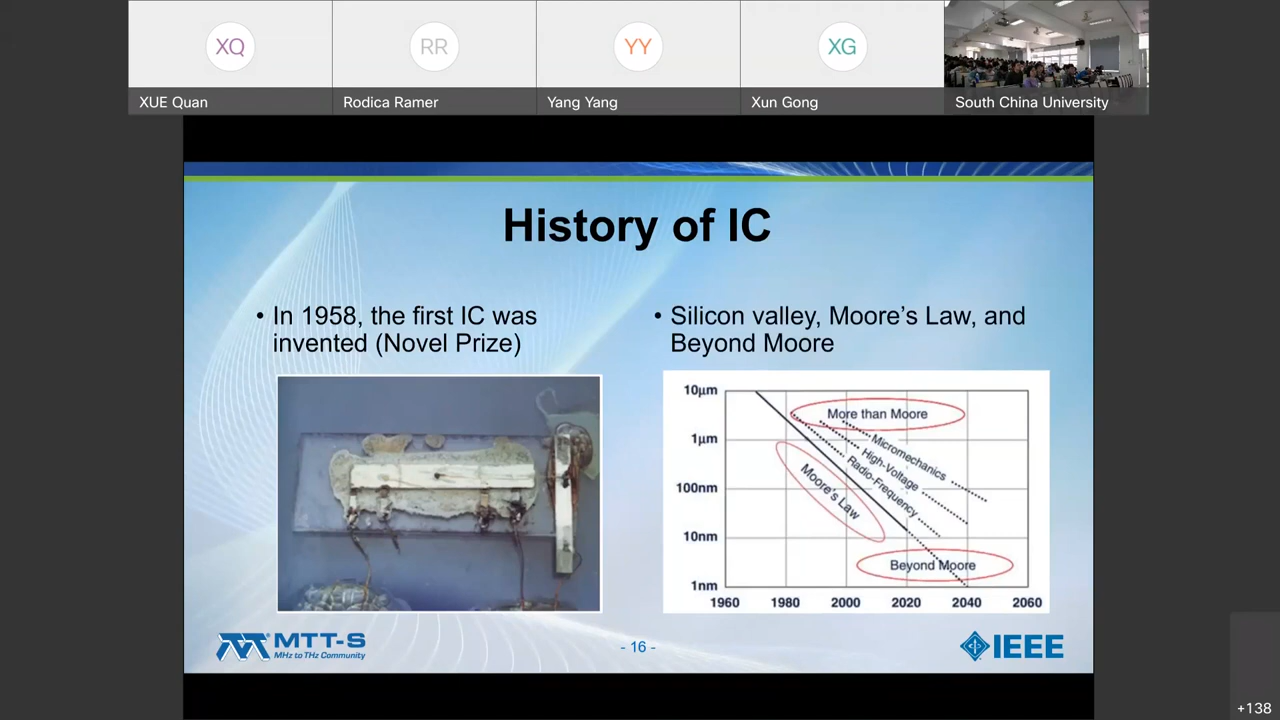 XQ
RR
YY
XG
XUE Quan
Rodica Ramer
Yang Yang
Xun Gong
South China University
History of IC
• In 1958, the first IC was
invented (Novel Prize)
• Silicon valley, Moore's Law, and
Beyond Moore
10µm
1µm
100nm
10nm
1nm
More than Moore
Micromechanics
High-Voltage
Radio-Frequency
Moore's Law
Beyond Moore
1960
1980
2000
2020
2040
2060
MTT-S
MHz to THz Community
- 16 -
IEEE
+138